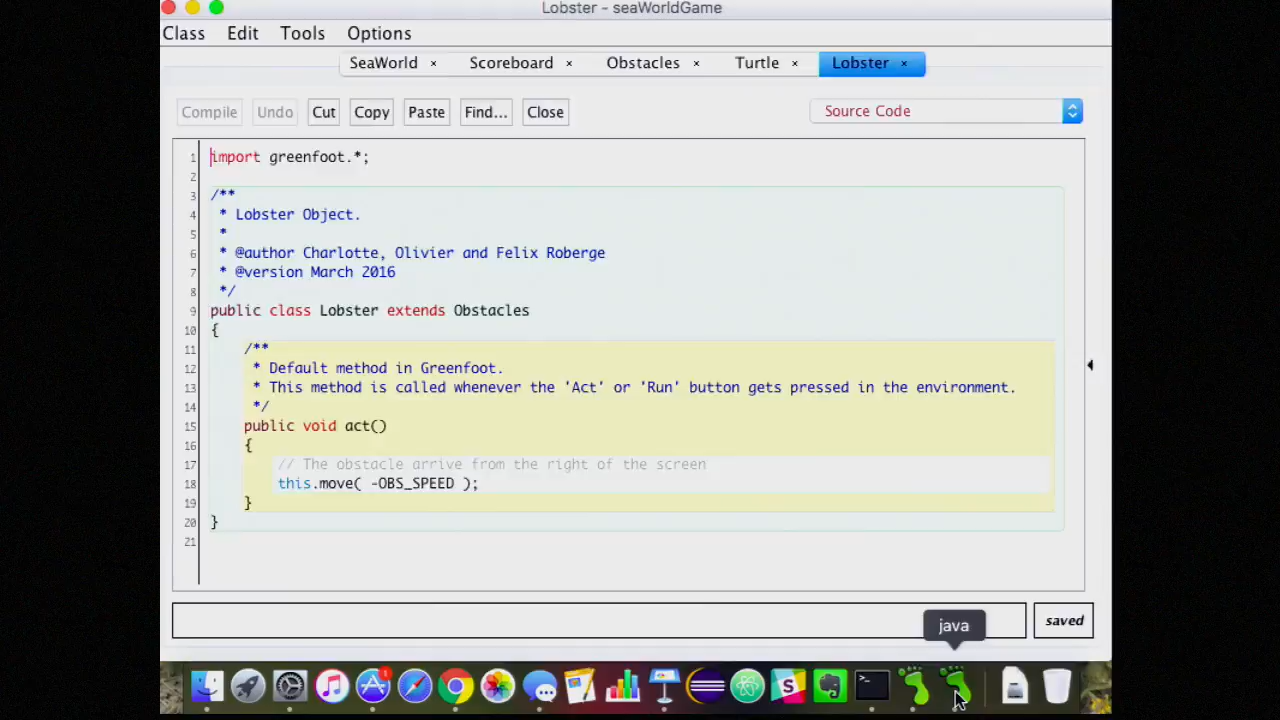 Lobster - seaWorldGame
Class Edit Tools Options
SeaWorld × Scoreboard × Obstacles × Turtle × Lobster ×
Compile Undo Cut Copy Paste Find... Close Source Code
1 import greenfoot.*;
2
3 /**
4 * Lobster Object.
5 *
6 * @author Charlotte, Olivier and Felix Roberge
7 * @version March 2016
8 */
9 public class Lobster extends Obstacles
10 {
11 /**
12 * Default method in Greenfoot.
13 * This method is called whenever the 'Act' or 'Run' button gets pressed in the environment.
14 */
15 public void act()
16 {
17 // The obstacle arrive from the right of the screen
18 this.move( -OBS_SPEED );
19 }
20 }
21
saved
java